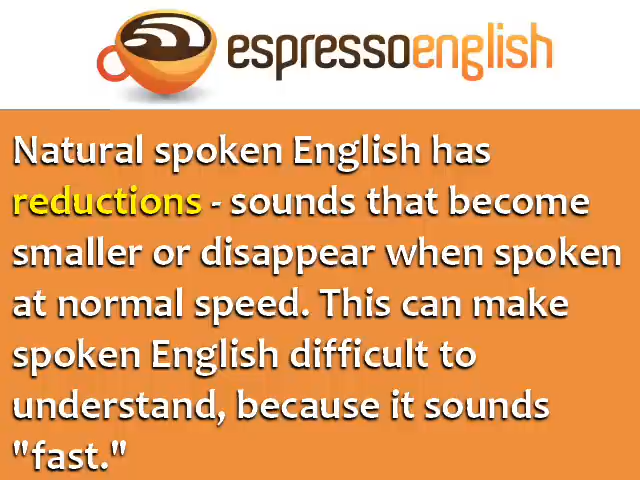 espressoenglish
Natural spoken English has
reductions - sounds that become
smaller or disappear when spoken
at normal speed. This can make
spoken English difficult to
understand, because it sounds
"fast."